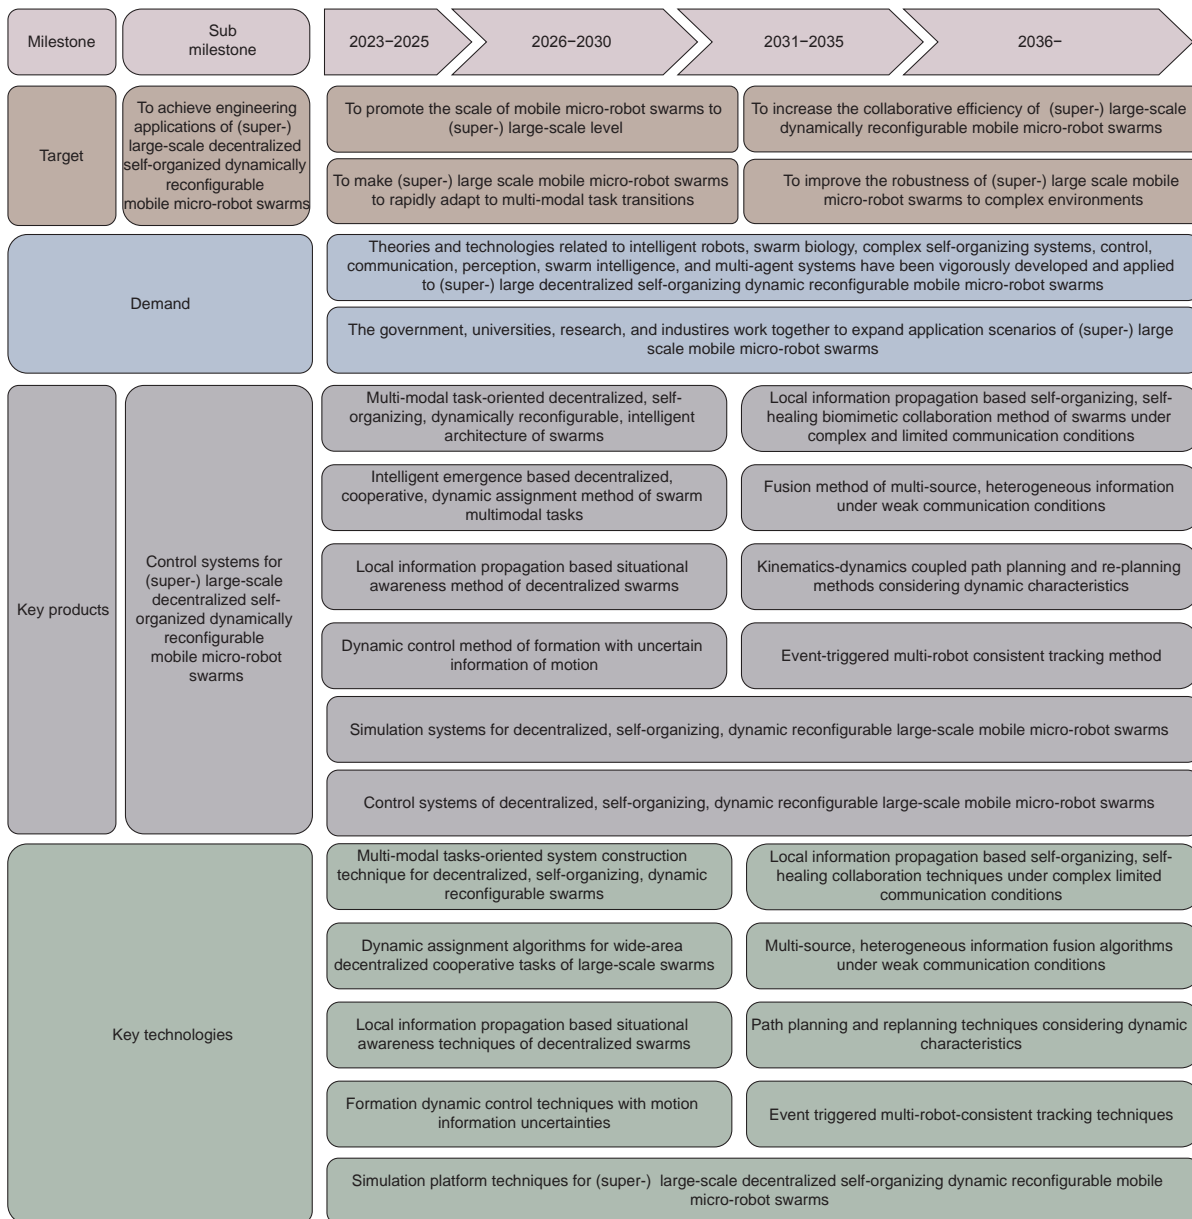 Milestone
Sub
milestone
2023−2025
2026−2030
2031−2035
2036−
Target
To achieve engineering
applications of (super-)
large-scale decentralized
self-organized dynamically
reconfigurable
mobile micro-robot swarms
To promote the scale of mobile micro-robot swarms to
(super-) large-scale level
To increase the collaborative efficiency of (super-) large-scale
dynamically reconfigurable mobile micro-robot swarms
To make (super-) large scale mobile micro-robot swarms
to rapidly adapt to multi-modal task transitions
To improve the robustness of (super-) large scale mobile
micro-robot swarms to complex environments
Demand
Theories and technologies related to intelligent robots, swarm biology, complex self-organizing systems, control,
communication, perception, swarm intelligence, and multi-agent systems have been vigorously developed and applied
to (super-) large decentralized self-organizing dynamic reconfigurable mobile micro-robot swarms
The government, universities, research, and industires work together to expand application scenarios of (super-) large
scale mobile micro-robot swarms
Key products
Control systems for
(super-) large-scale
decentralized self-
organized dynamically
reconfigurable
mobile micro-robot
swarms
Multi-modal task-oriented decentralized, self-
organizing, dynamically reconfigurable, intelligent
architecture of swarms
Local information propagation based self-organizing, self-
healing biomimetic collaboration method of swarms under
complex and limited communication conditions
Intelligent emergence based decentralized,
cooperative, dynamic assignment method of swarm
multimodal tasks
Fusion method of multi-source, heterogeneous information
under weak communication conditions
Local information propagation based situational
awareness method of decentralized swarms
Kinematics-dynamics coupled path planning and re-planning
methods considering dynamic characteristics
Dynamic control method of formation with uncertain
information of motion
Event-triggered multi-robot consistent tracking method
Simulation systems for decentralized, self-organizing, dynamic reconfigurable large-scale mobile micro-robot swarms
Control systems of decentralized, self-organizing, dynamic reconfigurable large-scale mobile micro-robot swarms
Key technologies
Multi-modal tasks-oriented system construction
technique for decentralized, self-organizing, dynamic
reconfigurable swarms
Local information propagation based self-organizing, self-
healing collaboration techniques under complex limited
communication conditions
Dynamic assignment algorithms for wide-area
decentralized cooperative tasks of large-scale swarms
Multi-source, heterogeneous information fusion algorithms
under weak communication conditions
Local information propagation based situational
awareness techniques of decentralized swarms
Path planning and replanning techniques considering dynamic
characteristics
Formation dynamic control techniques with motion
information uncertainties
Event triggered multi-robot-consistent tracking techniques
Simulation platform techniques for (super-) large-scale decentralized self-organizing dynamic reconfigurable mobile
micro-robot swarms